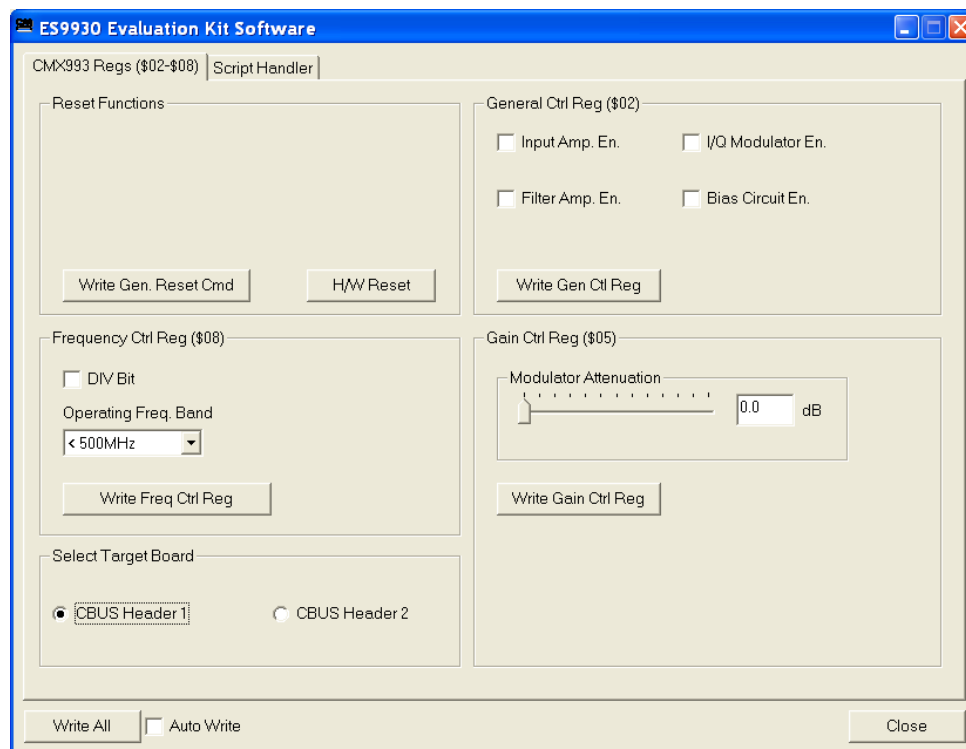 ES9930 Evaluation Kit Software
CMX993 Regs ($02-$08)
Script Handler
Reset Functions
Write Gen. Reset Cmd
H/W Reset
General Ctrl Reg ($02)
Input Amp. En.
I/Q Modulator En.
Filter Amp. En.
Bias Circuit En.
Write Gen Ctl Reg
Frequency Ctrl Reg ($08)
DIV Bit
Operating Freq. Band
< 500MHz
Write Freq Ctrl Reg
Gain Ctrl Reg ($05)
Modulator Attenuation
0.0 dB
Write Gain Ctrl Reg
Select Target Board
CBUS Header 1
CBUS Header 2
Write All
Auto Write
Close